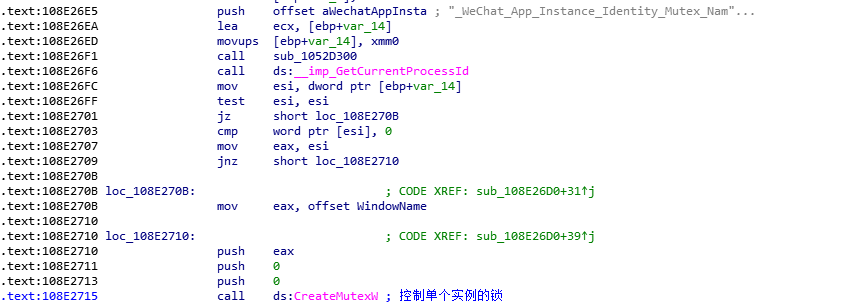 .text:108E26E5 push offset aWechatAppInsta ; "_WeChat_App_Instance_Identity_Mutex_Nam"...
.text:108E26EA lea ecx, [ebp+var_14]
.text:108E26ED movups [ebp+var_14], xmm0
.text:108E26F1 call sub_1052D300
.text:108E26F6 call ds:__imp_GetCurrentProcessId
.text:108E26FC mov esi, dword ptr [ebp+var_14]
.text:108E26FF test esi, esi
.text:108E2701 jz short loc_108E270B
.text:108E2703 cmp word ptr [esi], 0
.text:108E2707 mov eax, esi
.text:108E2709 jnz short loc_108E2710
.text:108E270B
.text:108E270B loc_108E270B: ; CODE XREF: sub_108E26D0+31↑j
.text:108E270B mov eax, offset WindowName
.text:108E2710
.text:108E2710 loc_108E2710: ; CODE XREF: sub_108E26D0+39↑j
.text:108E2710 push eax
.text:108E2711 push 0
.text:108E2713 push 0
.text:108E2715 call ds:CreateMutexW ; 控制单个实例的锁